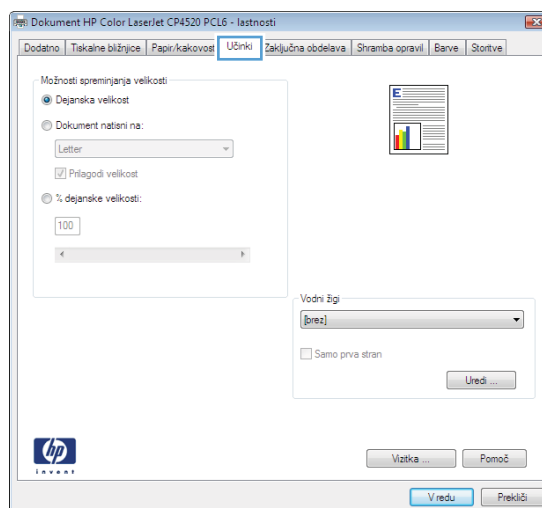 Dokument HP Color LaserJet CP4520 PCL6 - lastnosti
Dodatno Tiskalne bližnjice Papir/kakovost Učinki Zaključna obdelava Shramba opravil Barve Storitve
Možnosti spreminjanja velikosti
Dejanska velikost
Dokument natisni na:
Letter
Prilagodi velikost
% dejanske velikosti:
100
E
Vodni žigi
[brez]
Samo prva stran
Uredi ...
hp
invent
Vizitka ... Pomoč
V redu Prekliči